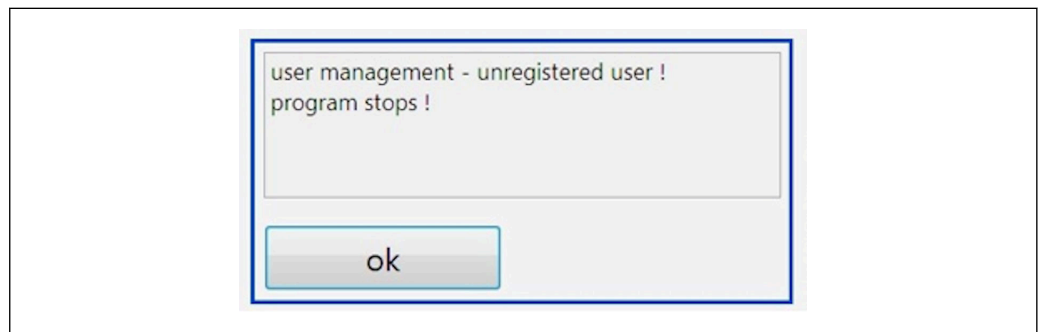 user management - unregistered user !
program stops !
ok